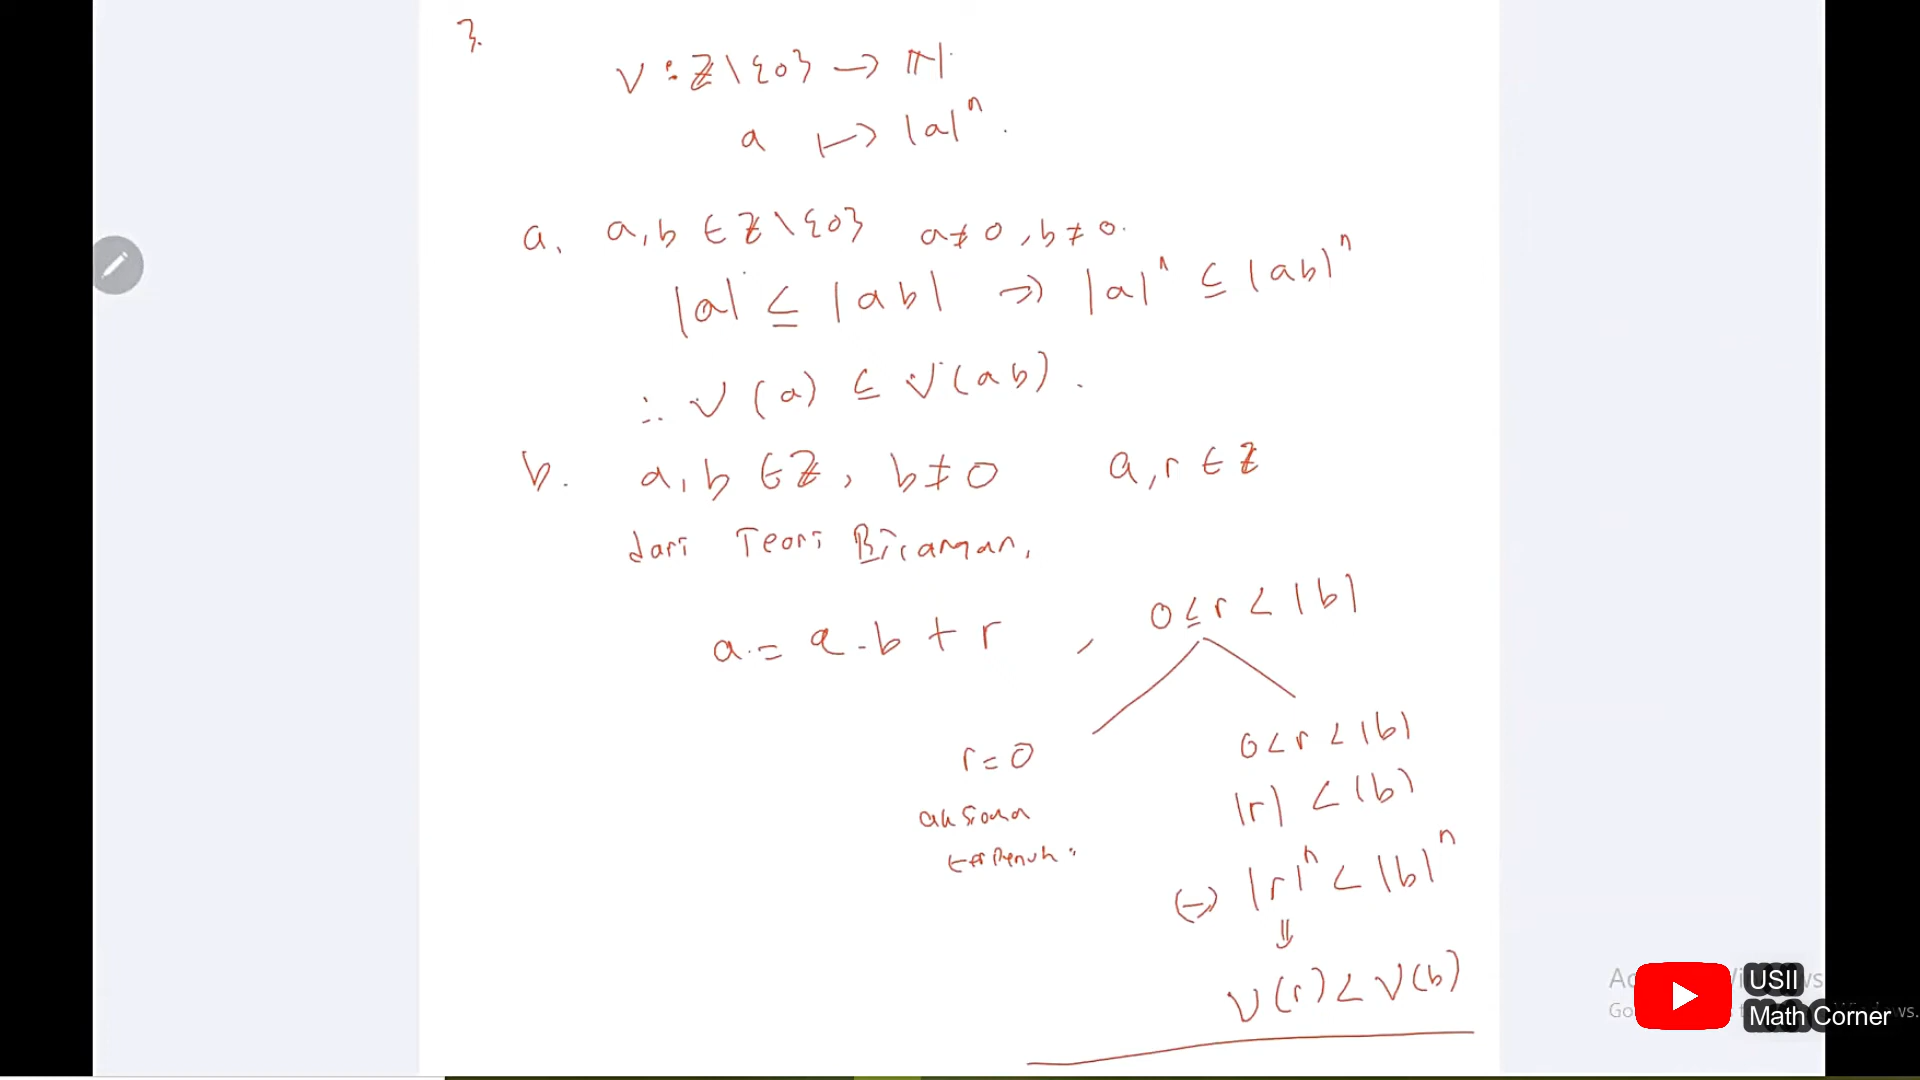 3.
V : Z \ {0} → N
a ↦ |a|ⁿ.
a. a, b ∈ Z \ {0} a ≠ 0, b ≠ 0.
|a| ≤ |ab| → |a|ⁿ ≤ |ab|ⁿ
∴ V(a) ≤ V(ab).
b. a, b ∈ Z, b ≠ 0 q, r ∈ Z
dari Teori Bilangan,
a = q.b + r , 0 ≤ r < |b|
r = 0
0 < r < |b|
aksioma
|r| < |b|
terpenuhi
↔ |r|ⁿ < |b|ⁿ
⇓
V(r) < V(b)
USII
Math Corner